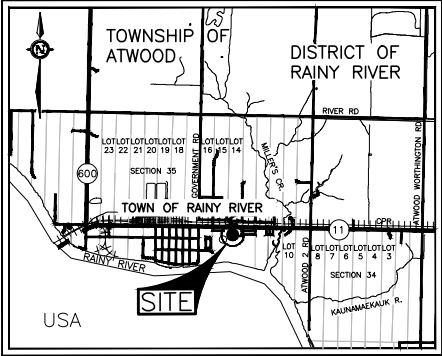 TOWNSHIP OF
ATWOOD
DISTRICT OF
RAINY RIVER
N
RIVER RD
LOT LOT LOT LOT LOT LOT
23 22 21 20 19 18
GOVERNMENT RD
LOT LOT LOT
16 15 14
MILLER'S CR.
ATWOOD WORTHINGTON RD
SECTION 35
600
TOWN OF RAINY RIVER
CPR
11
RAINY RIVER
LOT
10
ATWOOD 2 RD
LOT LOT LOT LOT LOT LOT
8 7 6 5 4 3
SECTION 34
SITE
KAUNAMAEKAUK R.
USA